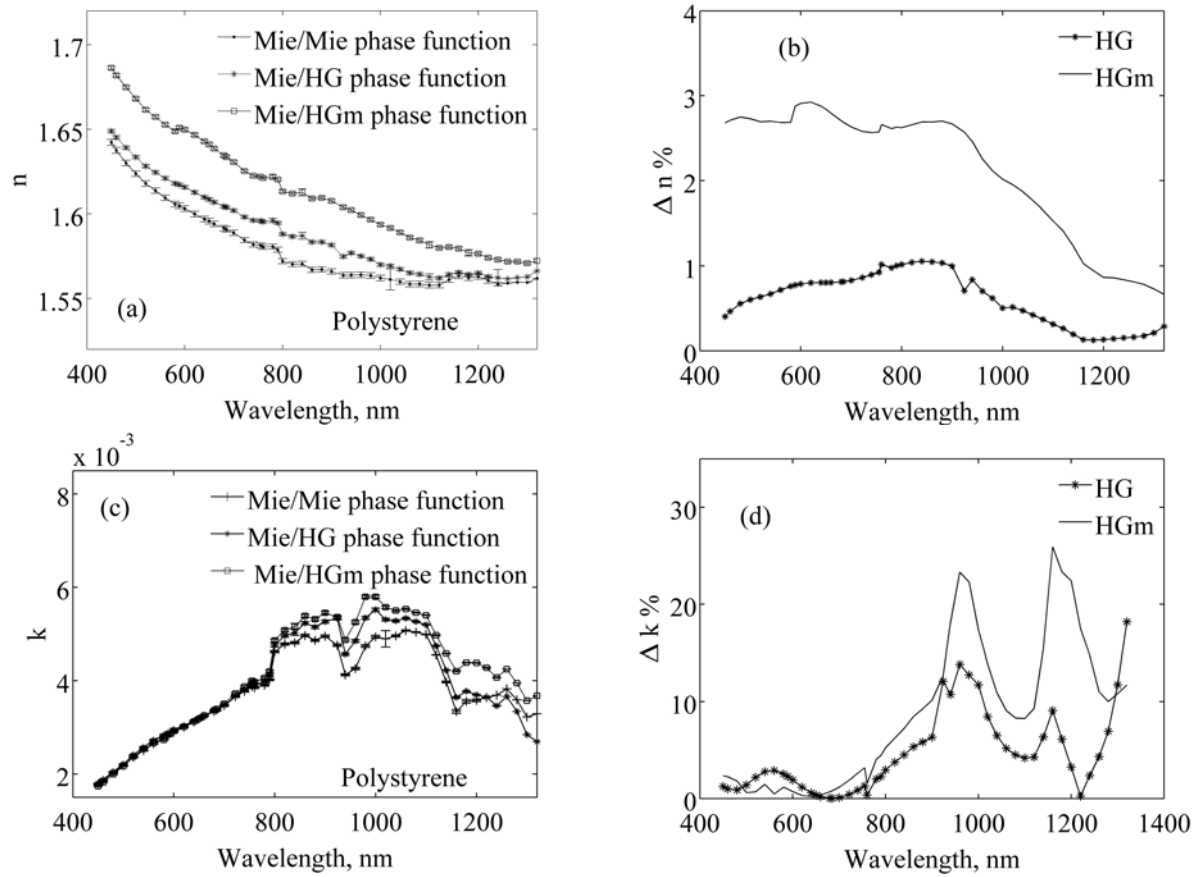 (a)
n
1.7
1.65
1.6
1.55
Mie/Mie phase function
Mie/HG phase function
Mie/HGm phase function
Polystyrene
400 600 800 1000 1200
Wavelength, nm
(b)
Δ n %
4
3
2
1
0
HG
HGm
400 600 800 1000 1200
Wavelength, nm
(c)
x 10⁻³
k
8
6
4
2
Mie/Mie phase function
Mie/HG phase function
Mie/HGm phase function
Polystyrene
400 600 800 1000 1200
Wavelength, nm
(d)
Δ k %
30
20
10
0
HG
HGm
400 600 800 1000 1200 1400
Wavelength, nm